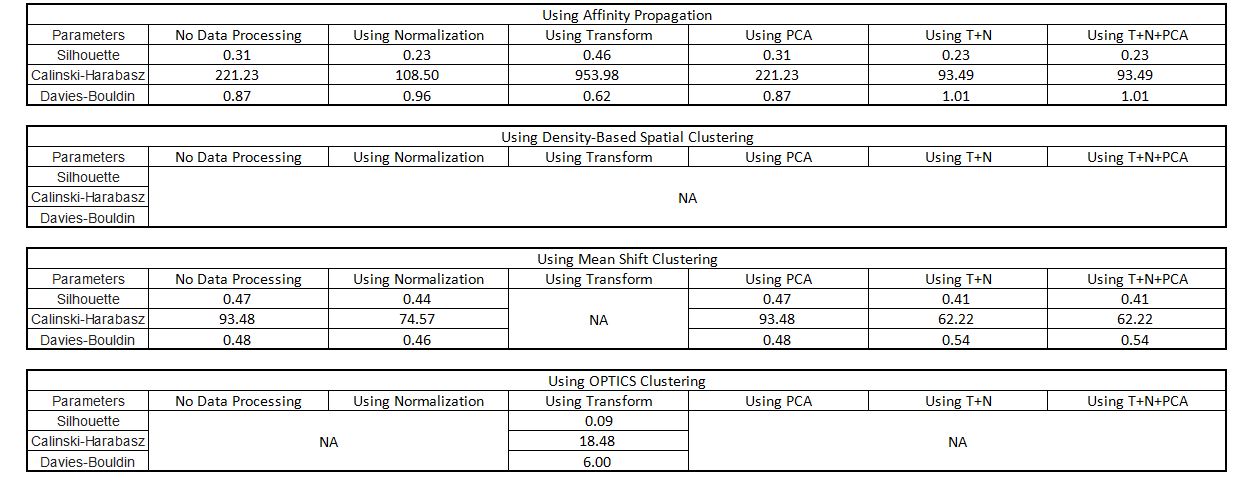 Using Affinity Propagation
Parameters No Data Processing Using Normalization Using Transform Using PCA Using T+N Using T+N+PCA
Silhouette 0.31 0.23 0.46 0.31 0.23 0.23
Calinski-Harabasz 221.23 108.50 953.98 221.23 93.49 93.49
Davies-Bouldin 0.87 0.96 0.62 0.87 1.01 1.01
Using Density-Based Spatial Clustering
Parameters No Data Processing Using Normalization Using Transform Using PCA Using T+N Using T+N+PCA
Silhouette
Calinski-Harabasz NA
Davies-Bouldin
Using Mean Shift Clustering
Parameters No Data Processing Using Normalization Using Transform Using PCA Using T+N Using T+N+PCA
Silhouette 0.47 0.44 0.47 0.41 0.41
Calinski-Harabasz 93.48 74.57 NA 93.48 62.22 62.22
Davies-Bouldin 0.48 0.46 0.48 0.54 0.54
Using OPTICS Clustering
Parameters No Data Processing Using Normalization Using Transform Using PCA Using T+N Using T+N+PCA
Silhouette 0.09
Calinski-Harabasz NA 18.48 NA
Davies-Bouldin 6.00